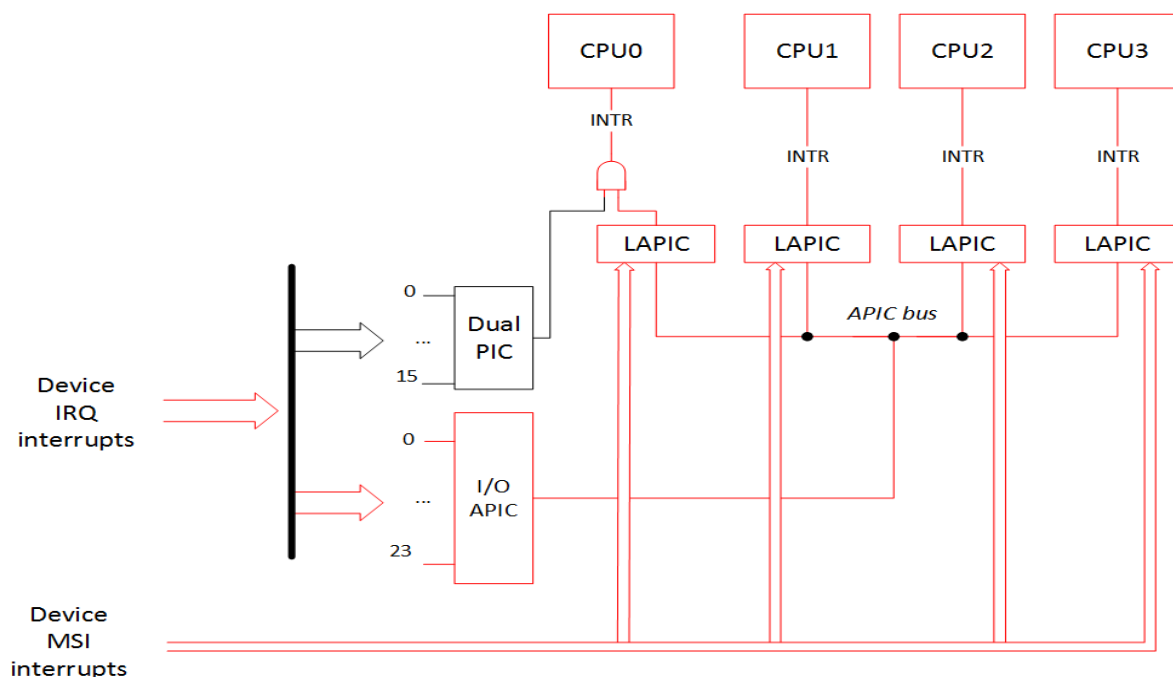 CPU0
CPU1
CPU2
CPU3
INTR
INTR
INTR
INTR
LAPIC
LAPIC
LAPIC
LAPIC
APIC bus
0
...
15
Dual
PIC
Device
IRQ
interrupts
0
...
23
I/O
APIC
Device
MSI
interrupts